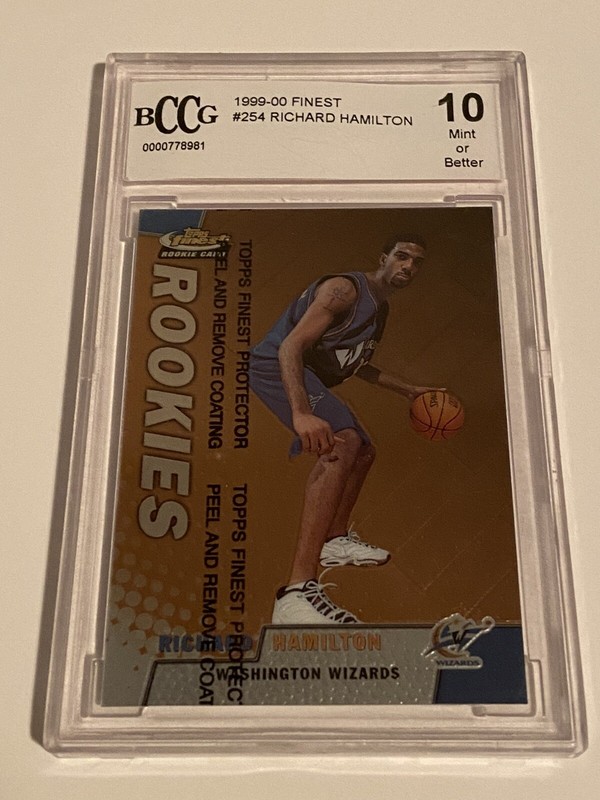 BCCG
0000778981
1999-00 FINEST
#254 RICHARD HAMILTON
10
Mint
or
Better
Topps
Finest
ROOKIE CARD
ROOKIES
TOPPS FINEST PROTECTOR TOPPS FINEST PROTEC
PEEL AND REMOVE COATING PEEL AND REMOVE COAT
RICHARD HAMILTON
WASHINGTON WIZARDS
WIZARDS